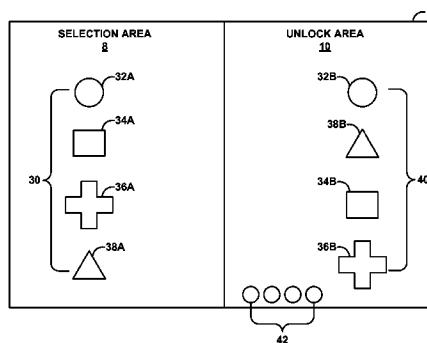 SELECTION AREA
8
UNLOCK AREA
10
32A
34A
30
36A
38A
32B
38B
34B
40
36B
42